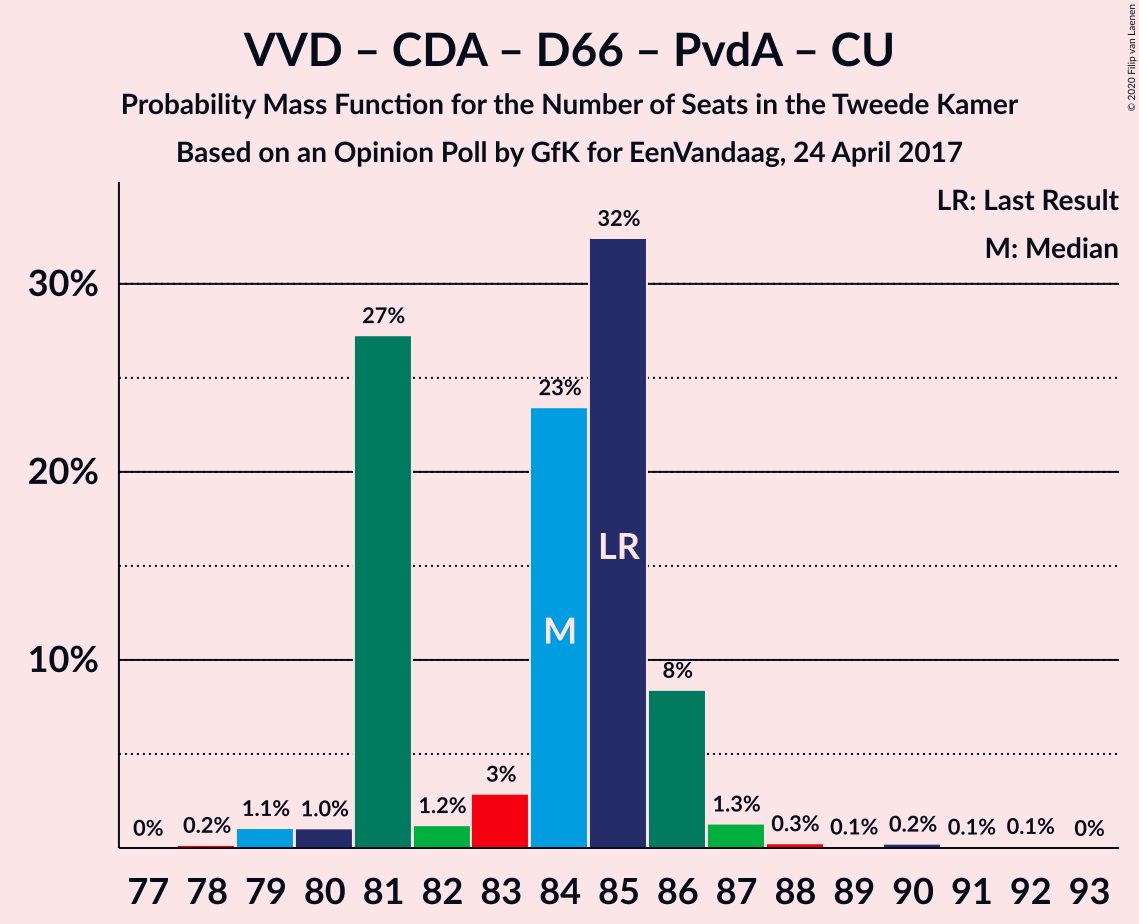 VVD – CDA – D66 – PvdA – CU
Probability Mass Function for the Number of Seats in the Tweede Kamer
Based on an Opinion Poll by GfK for EenVandaag, 24 April 2017
© 2020 Filip van Laenen
LR: Last Result
M: Median
30%
20%
10%
0%
0.2%
1.1%
1.0%
27%
1.2%
3%
23%
32%
8%
1.3%
0.3%
0.1%
0.2%
0.1%
0.1%
0%
M
LR
77 78 79 80 81 82 83 84 85 86 87 88 89 90 91 92 93